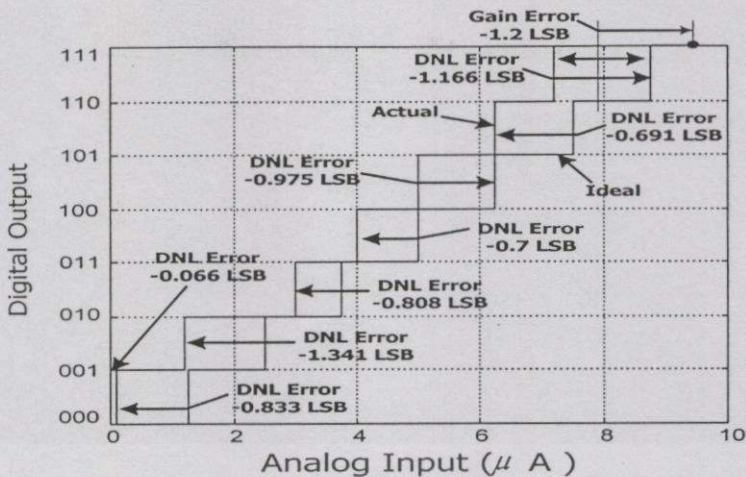 Gain Error
-1.2 LSB
111
DNL Error
-1.166 LSB
110
Actual
DNL Error
-0.691 LSB
101
DNL Error
-0.975 LSB
Ideal
100
DNL Error
-0.7 LSB
011
DNL Error
-0.066 LSB
DNL Error
-0.808 LSB
010
DNL Error
-1.341 LSB
001
DNL Error
-0.833 LSB
000
0
2
4
6
8
10
Digital Output
Analog Input (μ A )